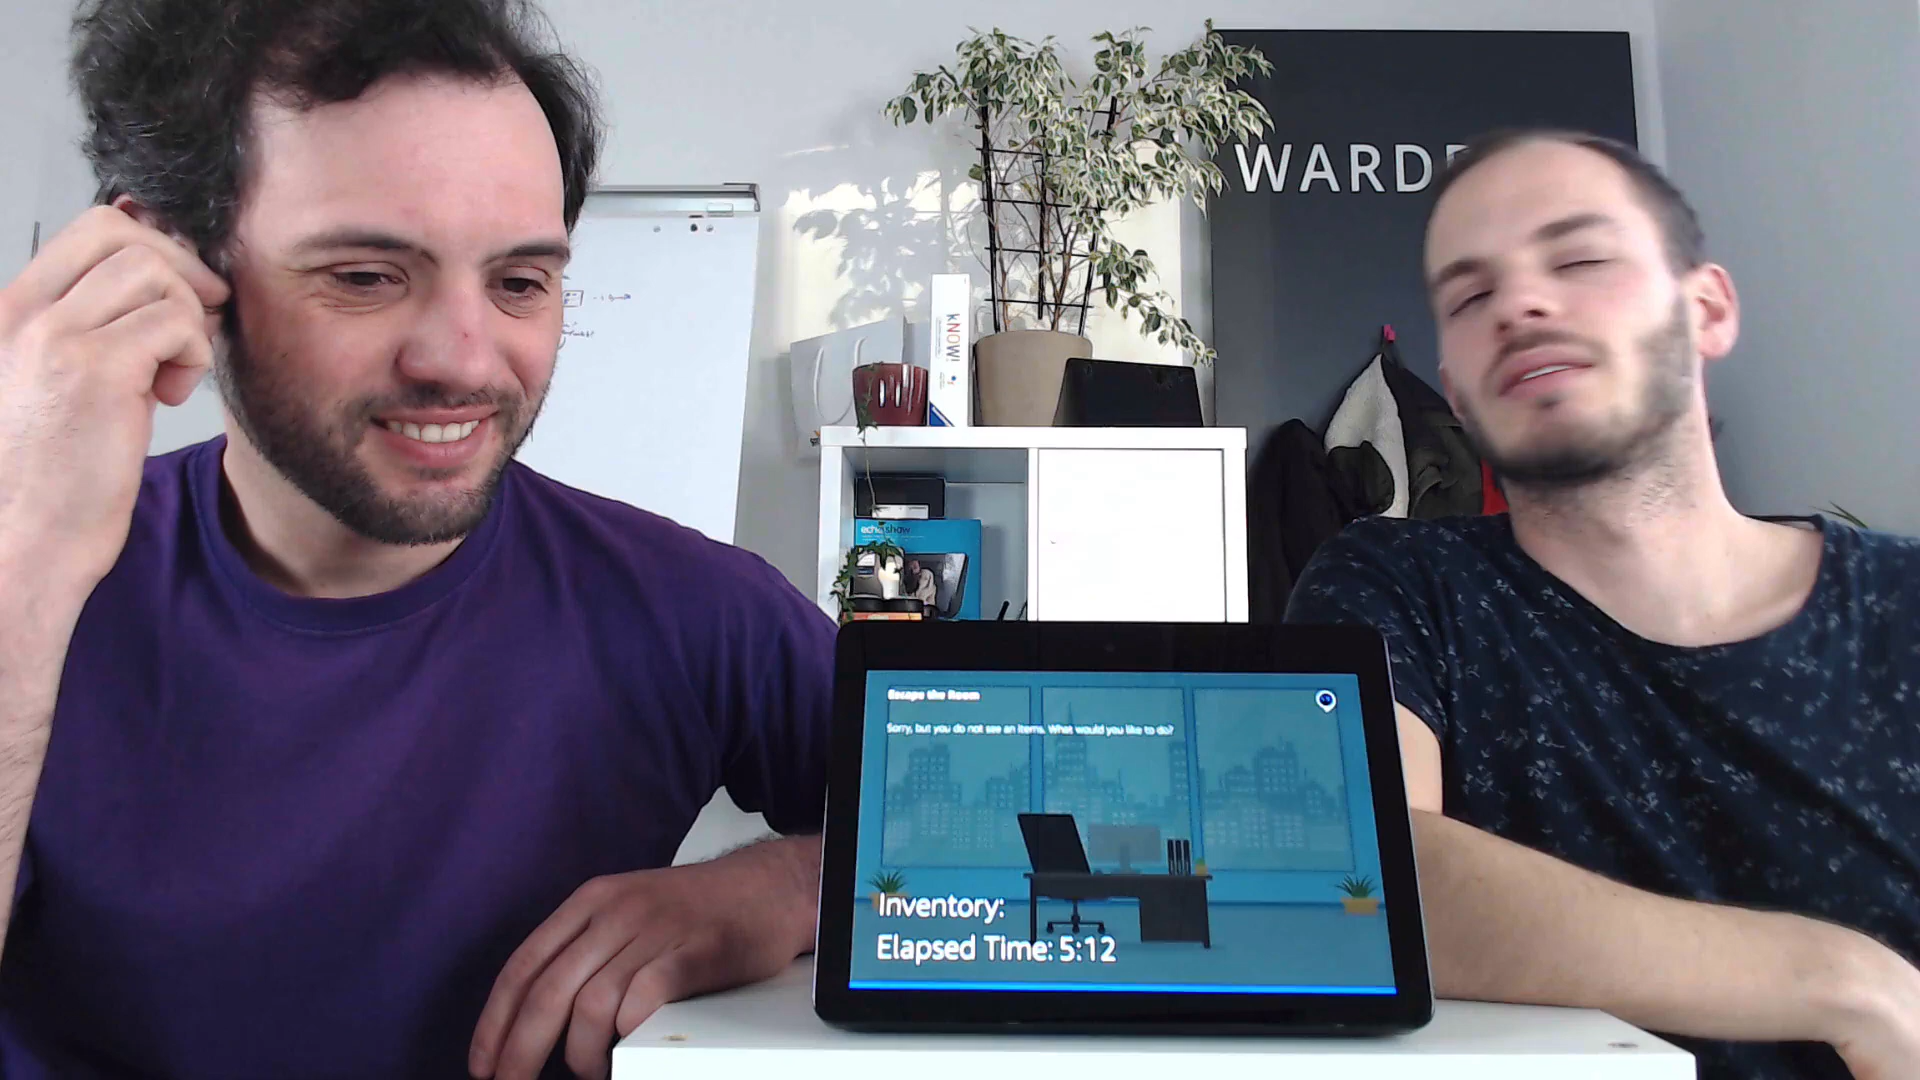 WARD
KNOW!
echo show
Escape the Room
Sorry, but you do not see an items. What would you like to do?
Inventory:
Elapsed Time: 5:12